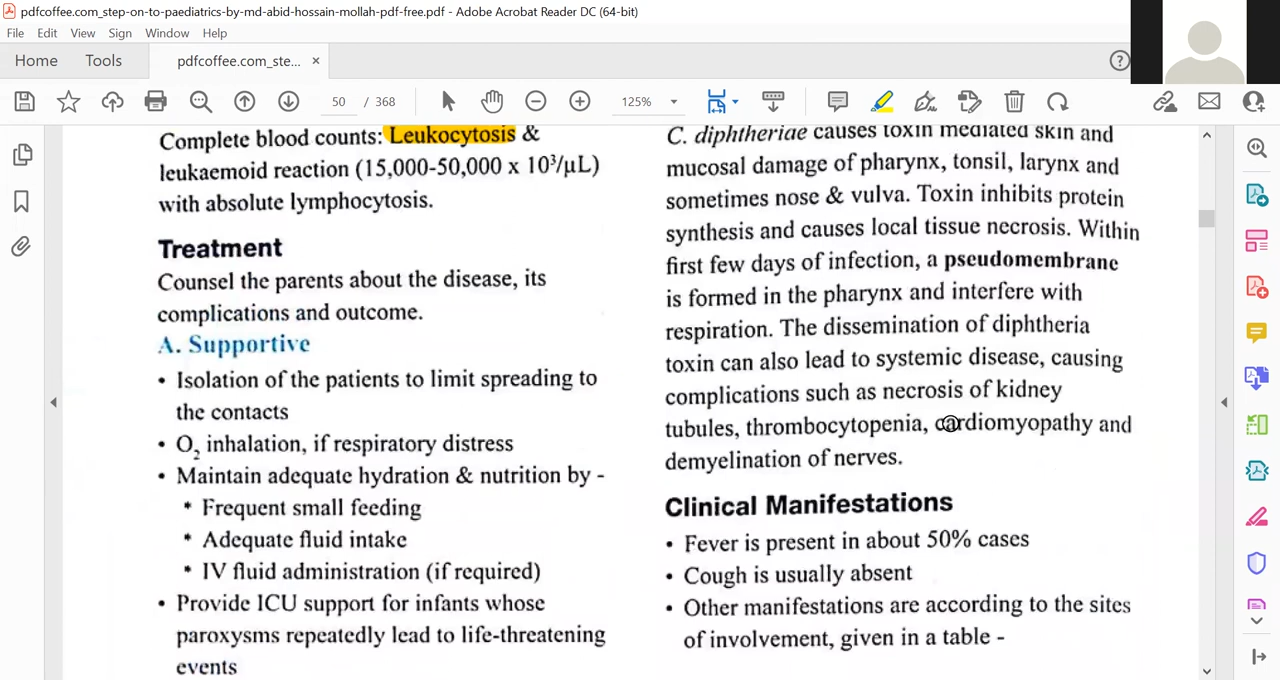 pdfcoffee.com_step-on-to-paediatrics-by-md-abid-hossain-mollah-pdf-free.pdf - Adobe Acrobat Reader DC (64-bit)
File Edit View Sign Window Help
Home Tools pdfcoffee.com_ste... ×
50 / 368 125%
Complete blood counts: Leukocytosis &
leukaemoid reaction (15,000-50,000 x 10³/µL)
with absolute lymphocytosis.
Treatment
Counsel the parents about the disease, its
complications and outcome.
A. Supportive
• Isolation of the patients to limit spreading to
the contacts
• O₂ inhalation, if respiratory distress
• Maintain adequate hydration & nutrition by -
* Frequent small feeding
* Adequate fluid intake
* IV fluid administration (if required)
• Provide ICU support for infants whose
paroxysms repeatedly lead to life-threatening
events
C. diphtheriae causes toxin mediated skin and
mucosal damage of pharynx, tonsil, larynx and
sometimes nose & vulva. Toxin inhibits protein
synthesis and causes local tissue necrosis. Within
first few days of infection, a pseudomembrane
is formed in the pharynx and interfere with
respiration. The dissemination of diphtheria
toxin can also lead to systemic disease, causing
complications such as necrosis of kidney
tubules, thrombocytopenia, cardiomyopathy and
demyelination of nerves.
Clinical Manifestations
• Fever is present in about 50% cases
• Cough is usually absent
• Other manifestations are according to the sites
of involvement, given in a table -